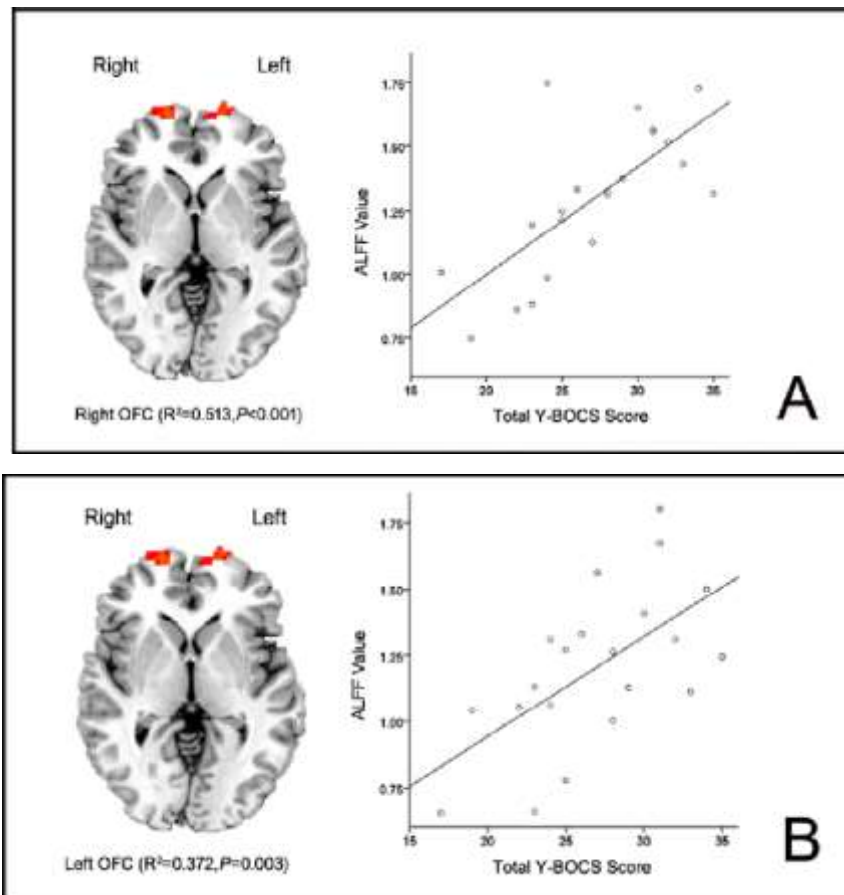 Right Left
1.75
1.50
1.25
1.00
0.75
ALFF Value
15 20 25 30 35
Total Y-BOCS Score
Right OFC (R²=0.513,P<0.001)
A
Right Left
1.75
1.50
1.25
1.00
0.75
ALFF Value
15 20 25 30 35
Total Y-BOCS Score
Left OFC (R²=0.372,P=0.003)
B